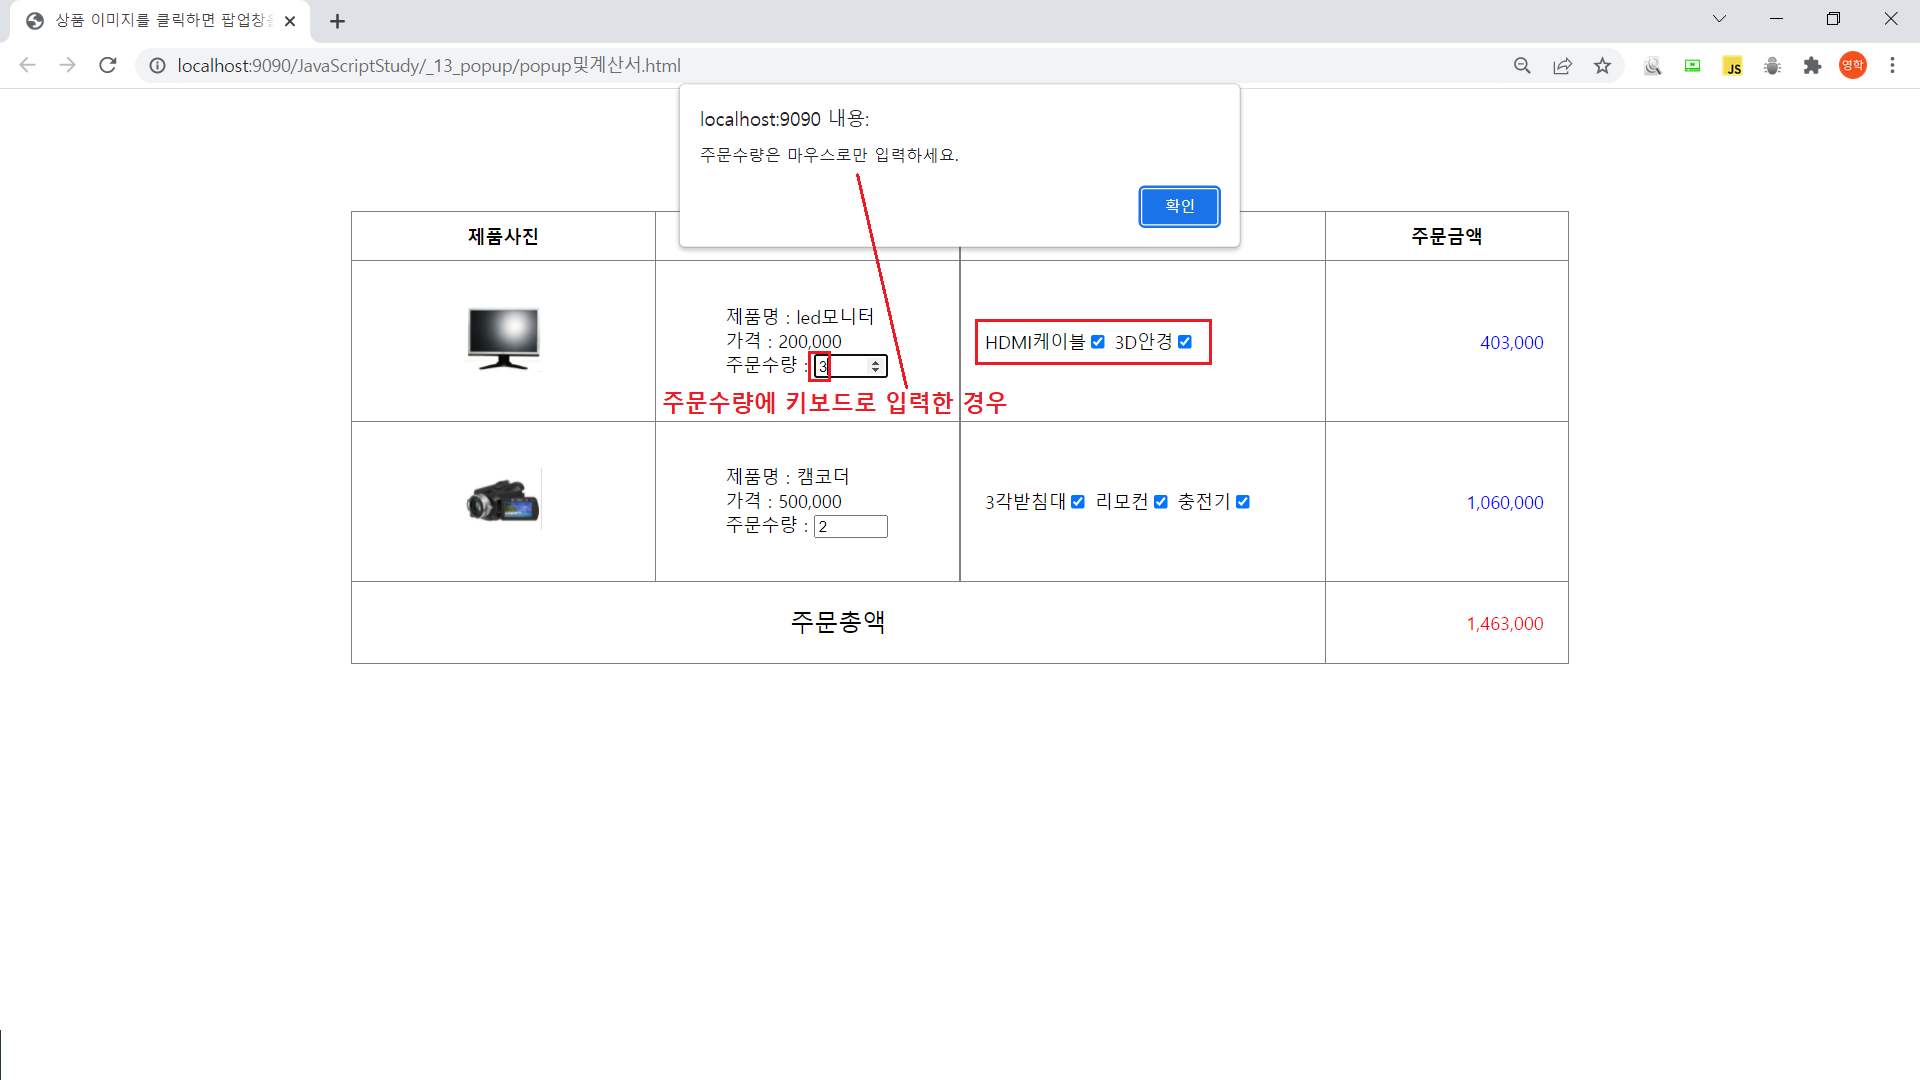 상품 이미지를 클릭하면 팝업창을
localhost:9090/JavaScriptStudy/_13_popup/popup및계산서.html
JS
영학
localhost:9090 내용:
주문수량은 마우스로만 입력하세요.
확인
제품사진
주문금액
제품명 : led모니터
가격 : 200,000
주문수량 : 3
HDMI케이블 3D안경
403,000
주문수량에 키보드로 입력한 경우
제품명 : 캠코더
가격 : 500,000
주문수량 : 2
3각받침대 리모컨 충전기
1,060,000
주문총액
1,463,000